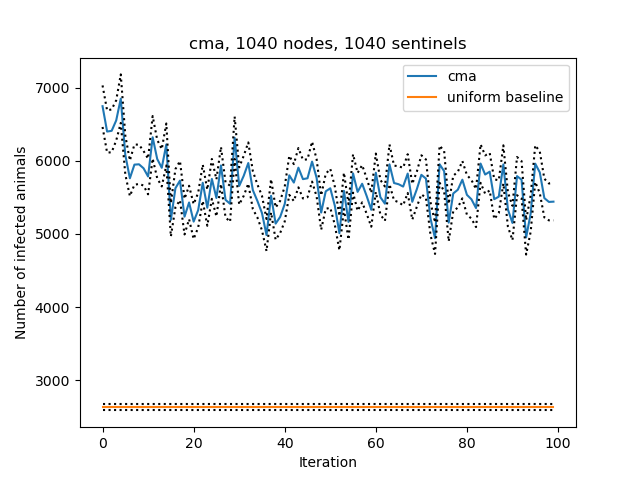 cma, 1040 nodes, 1040 sentinels
cma
uniform baseline
7000
6000
5000
4000
3000
Number of infected animals
0 20 40 60 80 100
Iteration